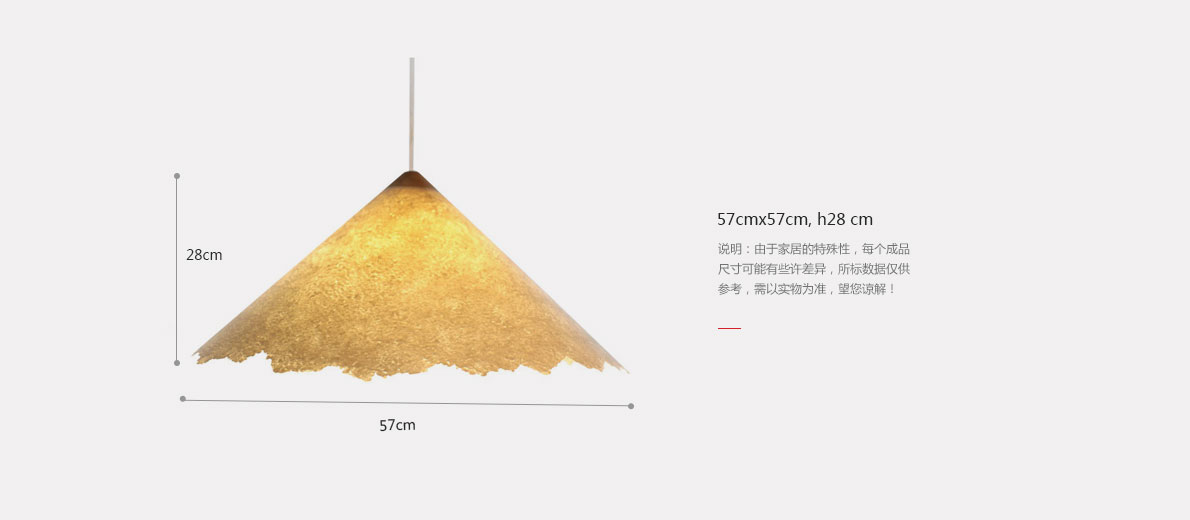 57cmx57cm, h28 cm
28cm
说明：由于家居的特殊性，每个成品
尺寸可能有些许差异，所标数据仅供
参考，需以实物为准，望您谅解！
57cm